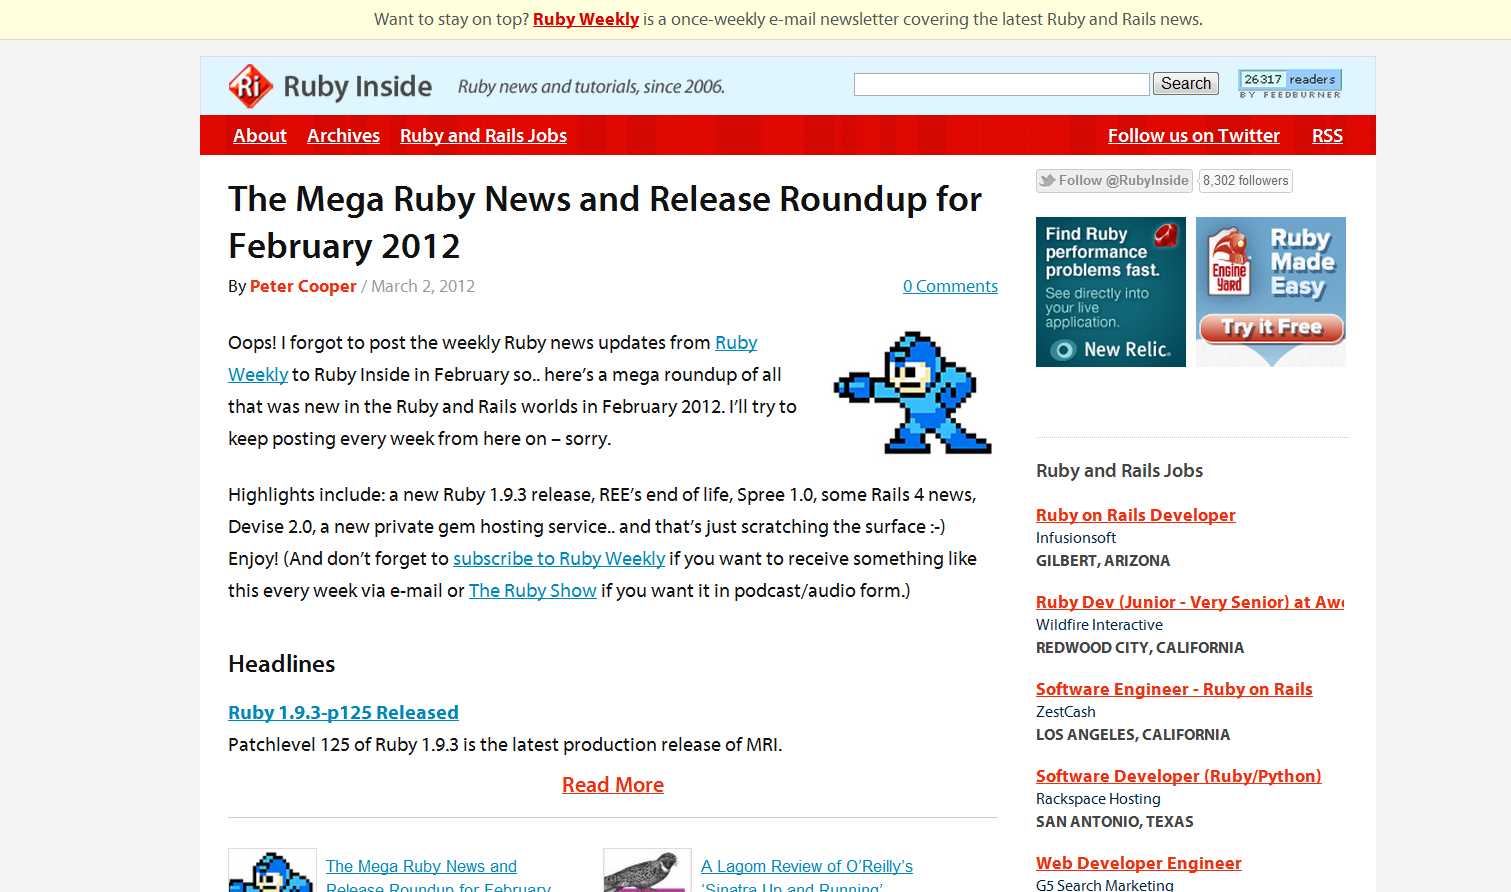 Want to stay on top? Ruby Weekly is a once-weekly e-mail newsletter covering the latest Ruby and Rails news.
Ri Ruby Inside Ruby news and tutorials, since 2006. Search 26317 readers
BY FEEDBURNER
About Archives Ruby and Rails Jobs Follow us on Twitter RSS
The Mega Ruby News and Release Roundup for
February 2012
By Peter Cooper / March 2, 2012 0 Comments
Oops! I forgot to post the weekly Ruby news updates from Ruby
Weekly to Ruby Inside in February so.. here’s a mega roundup of all
that was new in the Ruby and Rails worlds in February 2012. I’ll try to
keep posting every week from here on – sorry.
Highlights include: a new Ruby 1.9.3 release, REE’s end of life, Spree 1.0, some Rails 4 news,
Devise 2.0, a new private gem hosting service.. and that’s just scratching the surface :-)
Enjoy! (And don’t forget to subscribe to Ruby Weekly if you want to receive something like
this every week via e-mail or The Ruby Show if you want it in podcast/audio form.)
Headlines
Ruby 1.9.3-p125 Released
Patchlevel 125 of Ruby 1.9.3 is the latest production release of MRI.
Read More
The Mega Ruby News and
Release Roundup for February
A Lagom Review of O’Reilly’s
‘Sinatra Up and Running’
Follow @RubyInside 8,302 followers
Find Ruby
performance
problems fast.
See directly into
your live
application.
New Relic.
Engine
Yard
Ruby
Made
Easy
Try it Free
Ruby and Rails Jobs
Ruby on Rails Developer
Infusionsoft
GILBERT, ARIZONA
Ruby Dev (Junior - Very Senior) at
Wildfire Interactive
REDWOOD CITY, CALIFORNIA
Software Engineer - Ruby on Rails
ZestCash
LOS ANGELES, CALIFORNIA
Software Developer (Ruby/Python)
Rackspace Hosting
SAN ANTONIO, TEXAS
Web Developer Engineer
G5 Search Marketing